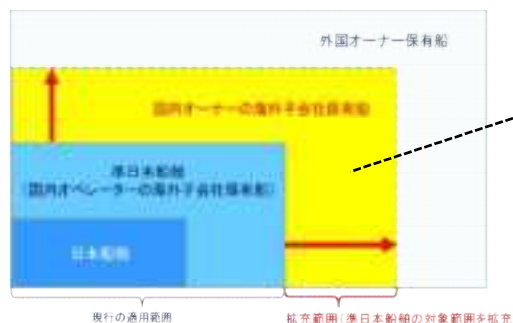 外国オーナー保有船
国内オーナーの海外子会社保有船
準日本船舶
(国内オペレーターの海外子会社保有船)
日本船舶
現行の適用範囲
拡充範囲(準日本船舶の対象範囲を拡充